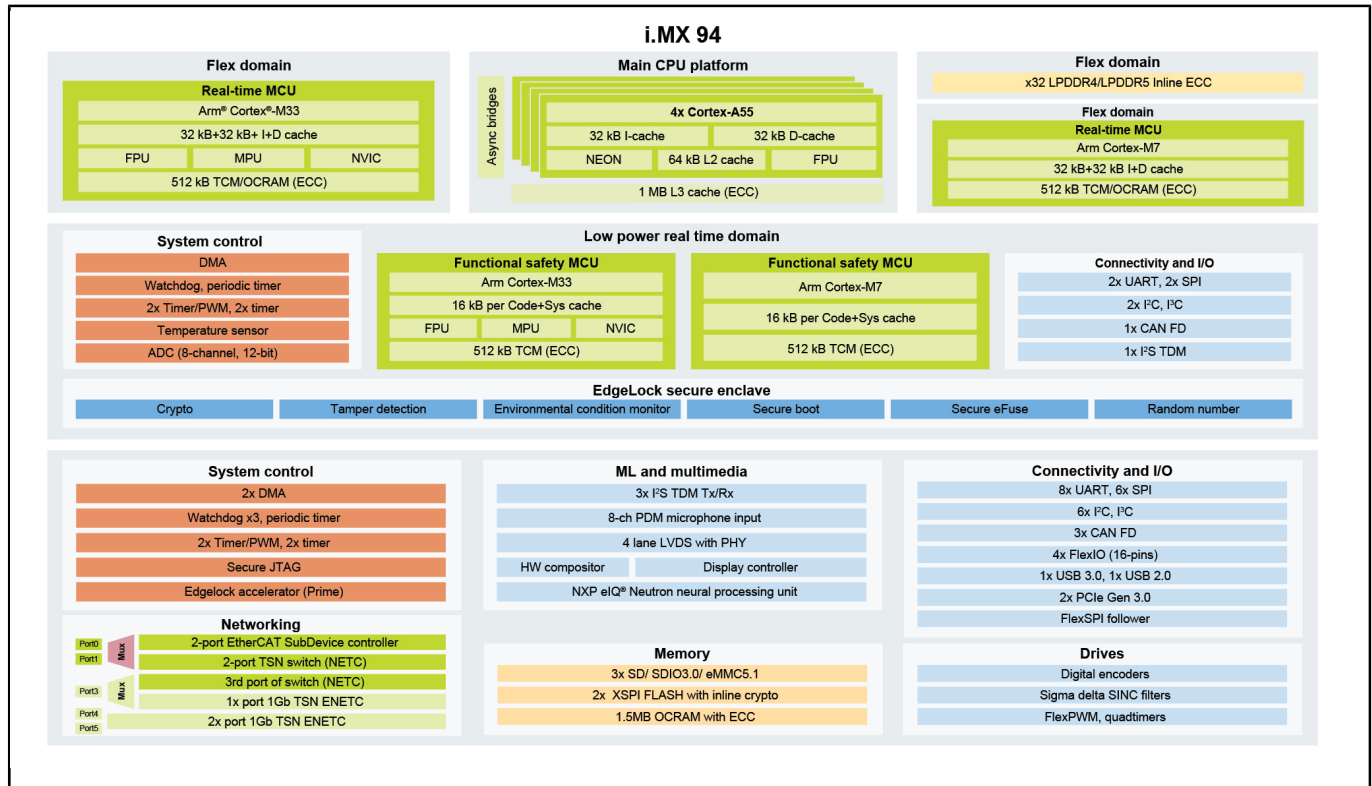 i.MX 94
Flex domain
Real-time MCU
Arm® Cortex®-M33
32 kB+32 kB+ I+D cache
FPU
MPU
NVIC
512 kB TCM/OCRAM (ECC)
Main CPU platform
Async bridges
4x Cortex-A55
32 kB I-cache
32 kB D-cache
NEON
64 kB L2 cache
FPU
1 MB L3 cache (ECC)
Flex domain
x32 LPDDR4/LPDDR5 Inline ECC
Flex domain
Real-time MCU
Arm Cortex-M7
32 kB+32 kB I+D cache
512 kB TCM/OCRAM (ECC)
Low power real time domain
System control
DMA
Watchdog, periodic timer
2x Timer/PWM, 2x timer
Temperature sensor
ADC (8-channel, 12-bit)
Functional safety MCU
Arm Cortex-M33
16 kB per Code+Sys cache
FPU
MPU
NVIC
512 kB TCM (ECC)
Functional safety MCU
Arm Cortex-M7
16 kB per Code+Sys cache
512 kB TCM (ECC)
Connectivity and I/O
2x UART, 2x SPI
2x I²C, I³C
1x CAN FD
1x I²S TDM
EdgeLock secure enclave
Crypto
Tamper detection
Environmental condition monitor
Secure boot
Secure eFuse
Random number
System control
2x DMA
Watchdog x3, periodic timer
2x Timer/PWM, 2x timer
Secure JTAG
Edgelock accelerator (Prime)
Networking
Port0
Port1
Mux
2-port EtherCAT SubDevice controller
2-port TSN switch (NETC)
Port3
Mux
3rd port of switch (NETC)
1x port 1Gb TSN ENETC
Port4
Port5
2x port 1Gb TSN ENETC
ML and multimedia
3x I²S TDM Tx/Rx
8-ch PDM microphone input
4 lane LVDS with PHY
HW compositor
Display controller
NXP eIQ® Neutron neural processing unit
Memory
3x SD/ SDIO3.0/ eMMC5.1
2x XSPI FLASH with inline crypto
1.5MB OCRAM with ECC
Connectivity and I/O
8x UART, 6x SPI
6x I²C, I³C
3x CAN FD
4x FlexIO (16-pins)
1x USB 3.0, 1x USB 2.0
2x PCIe Gen 3.0
FlexSPI follower
Drives
Digital encoders
Sigma delta SINC filters
FlexPWM, quadtimers